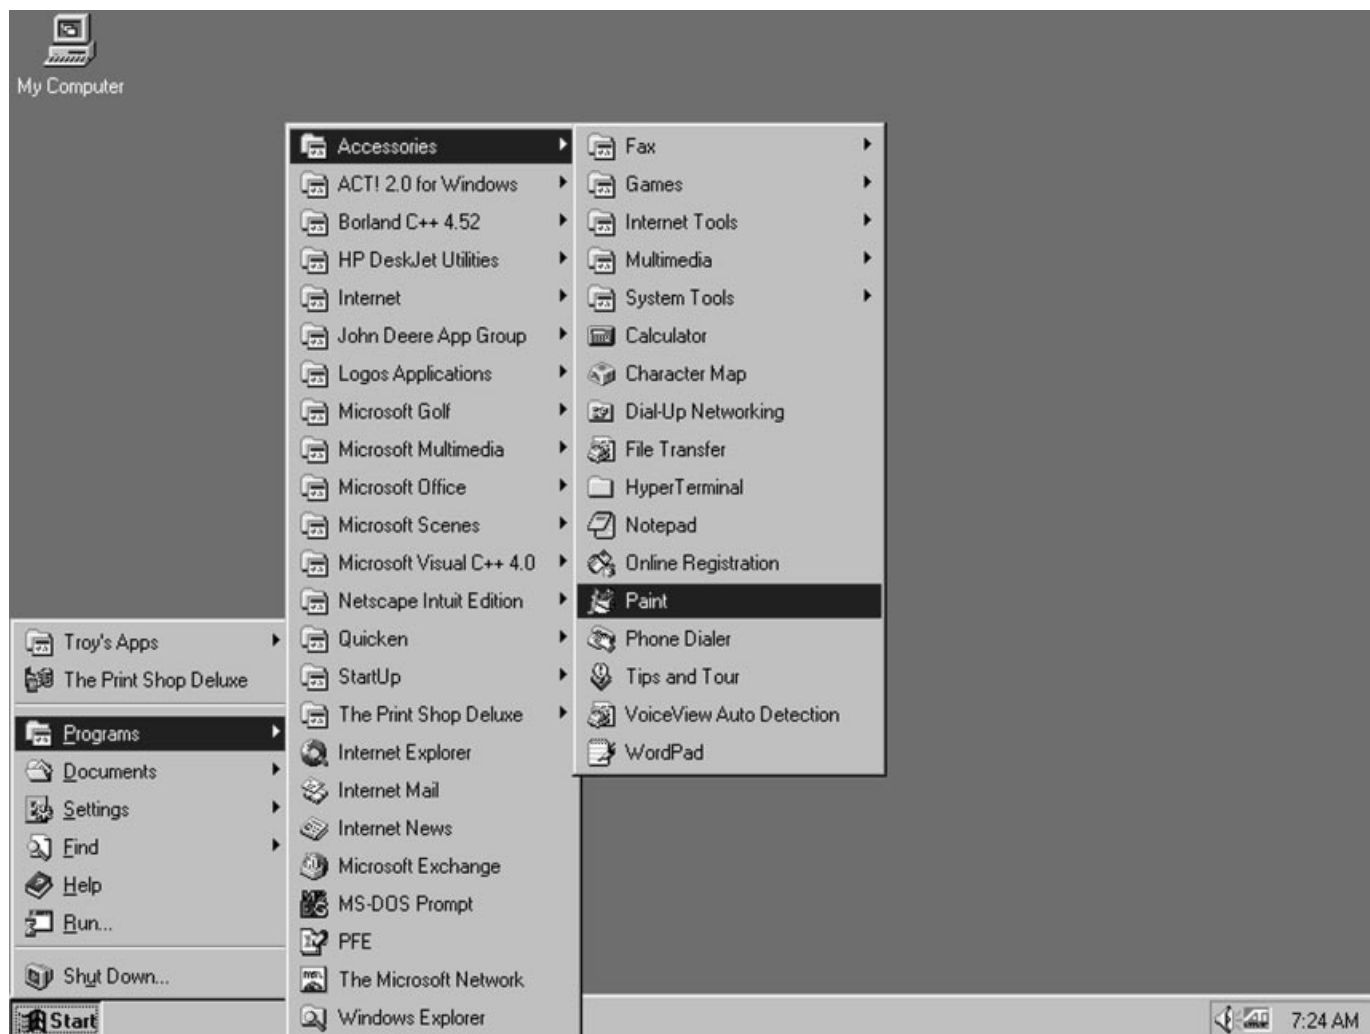 My Computer
Accessories
ACT! 2.0 for Windows
Borland C++ 4.52
HP DeskJet Utilities
Internet
John Deere App Group
Logos Applications
Microsoft Golf
Microsoft Multimedia
Microsoft Office
Microsoft Scenes
Microsoft Visual C++ 4.0
Netscape Intuit Edition
Quicken
StartUp
The Print Shop Deluxe
Internet Explorer
Internet Mail
Internet News
Microsoft Exchange
MS-DOS Prompt
PFE
The Microsoft Network
Windows Explorer
Fax
Games
Internet Tools
Multimedia
System Tools
Calculator
Character Map
Dial-Up Networking
File Transfer
HyperTerminal
Notepad
Online Registration
Paint
Phone Dialer
Tips and Tour
VoiceView Auto Detection
WordPad
Troy's Apps
The Print Shop Deluxe
Programs
Documents
Settings
Find
Help
Run...
Shut Down...
Start
7:24 AM